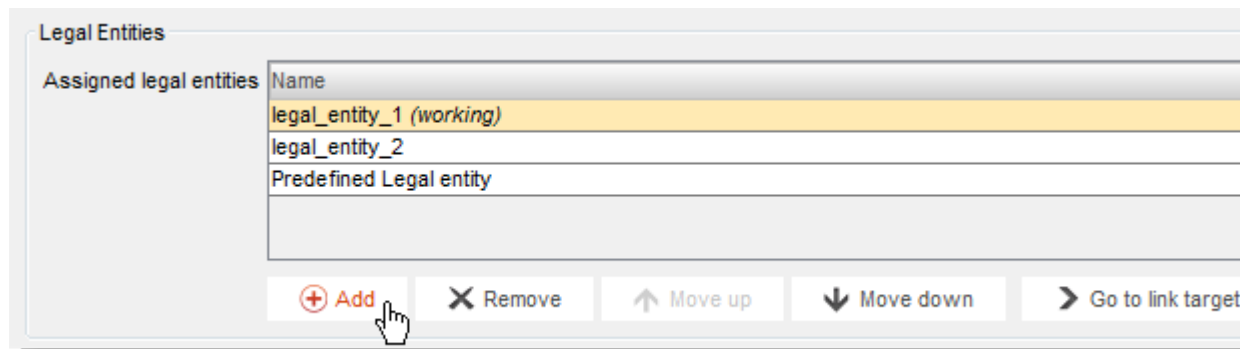 Legal Entities
Assigned legal entities Name
legal_entity_1 (working)
legal_entity_2
Predefined Legal entity
Add Remove Move up Move down Go to link target